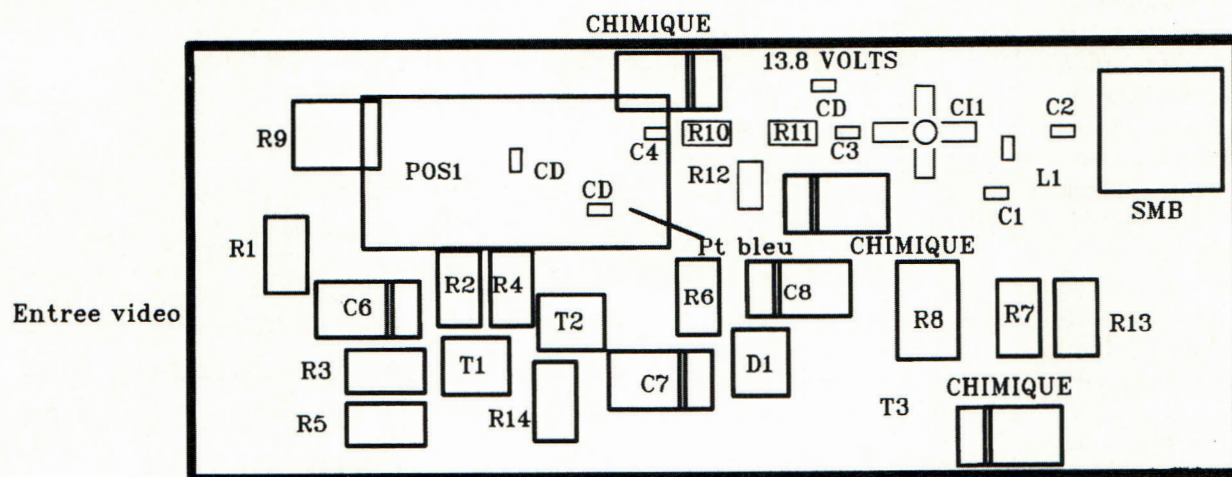 CHIMIQUE
13.8 VOLTS
CD
CI1
C2
R9
C4
R10
R11
C3
POS1
CD
R12
CD
L1
C1
SMB
R1
Pt bleu
CHIMIQUE
R2
R4
R6
C8
C6
Entree video
T2
R8
R7
R13
R3
T1
C7
D1
CHIMIQUE
R5
R14
T3